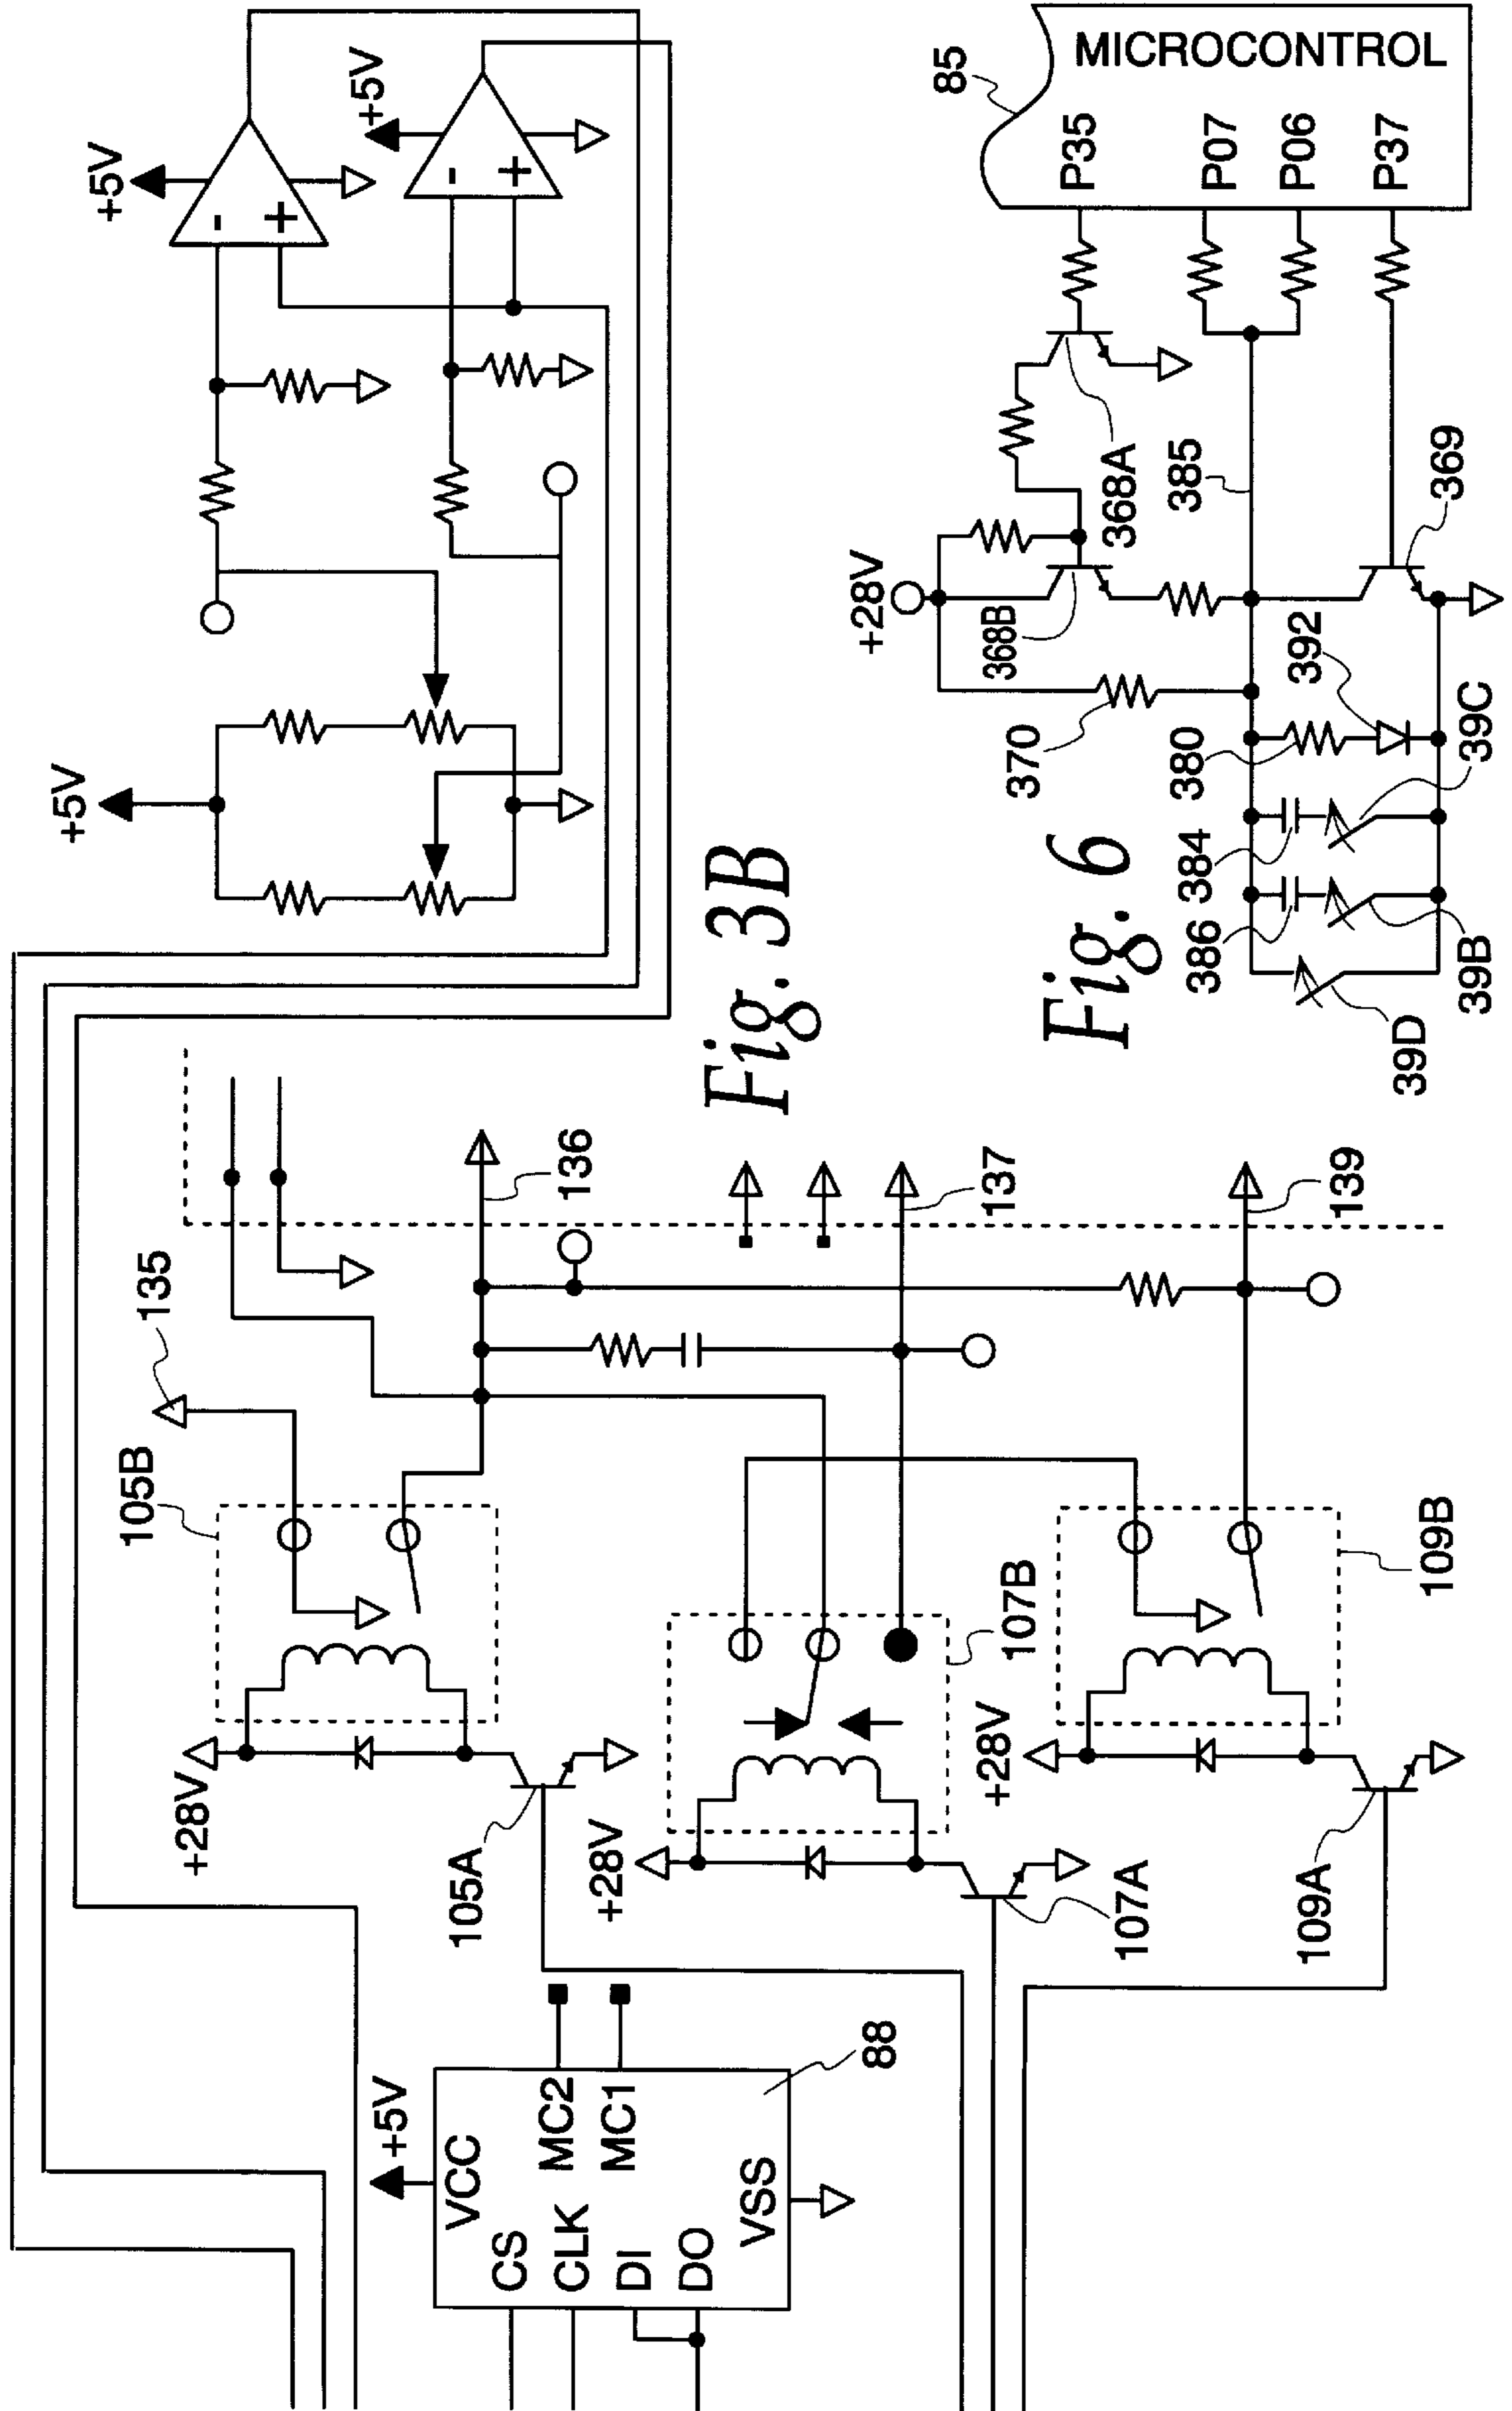 +5V
+5V
+5V
Fig. 3B
135
136
137
139
105B
107B
109B
+28V
+28V
+28V
105A
107A
109A
88
+5V
VCC
CS
CLK
DI
DO
MC2
MC1
VSS
MICROCONTROL
85
P35
P07
P06
P37
368A
385
369
+28V
368B
370
380
392
39C
384
386
39B
39D
Fig. 6